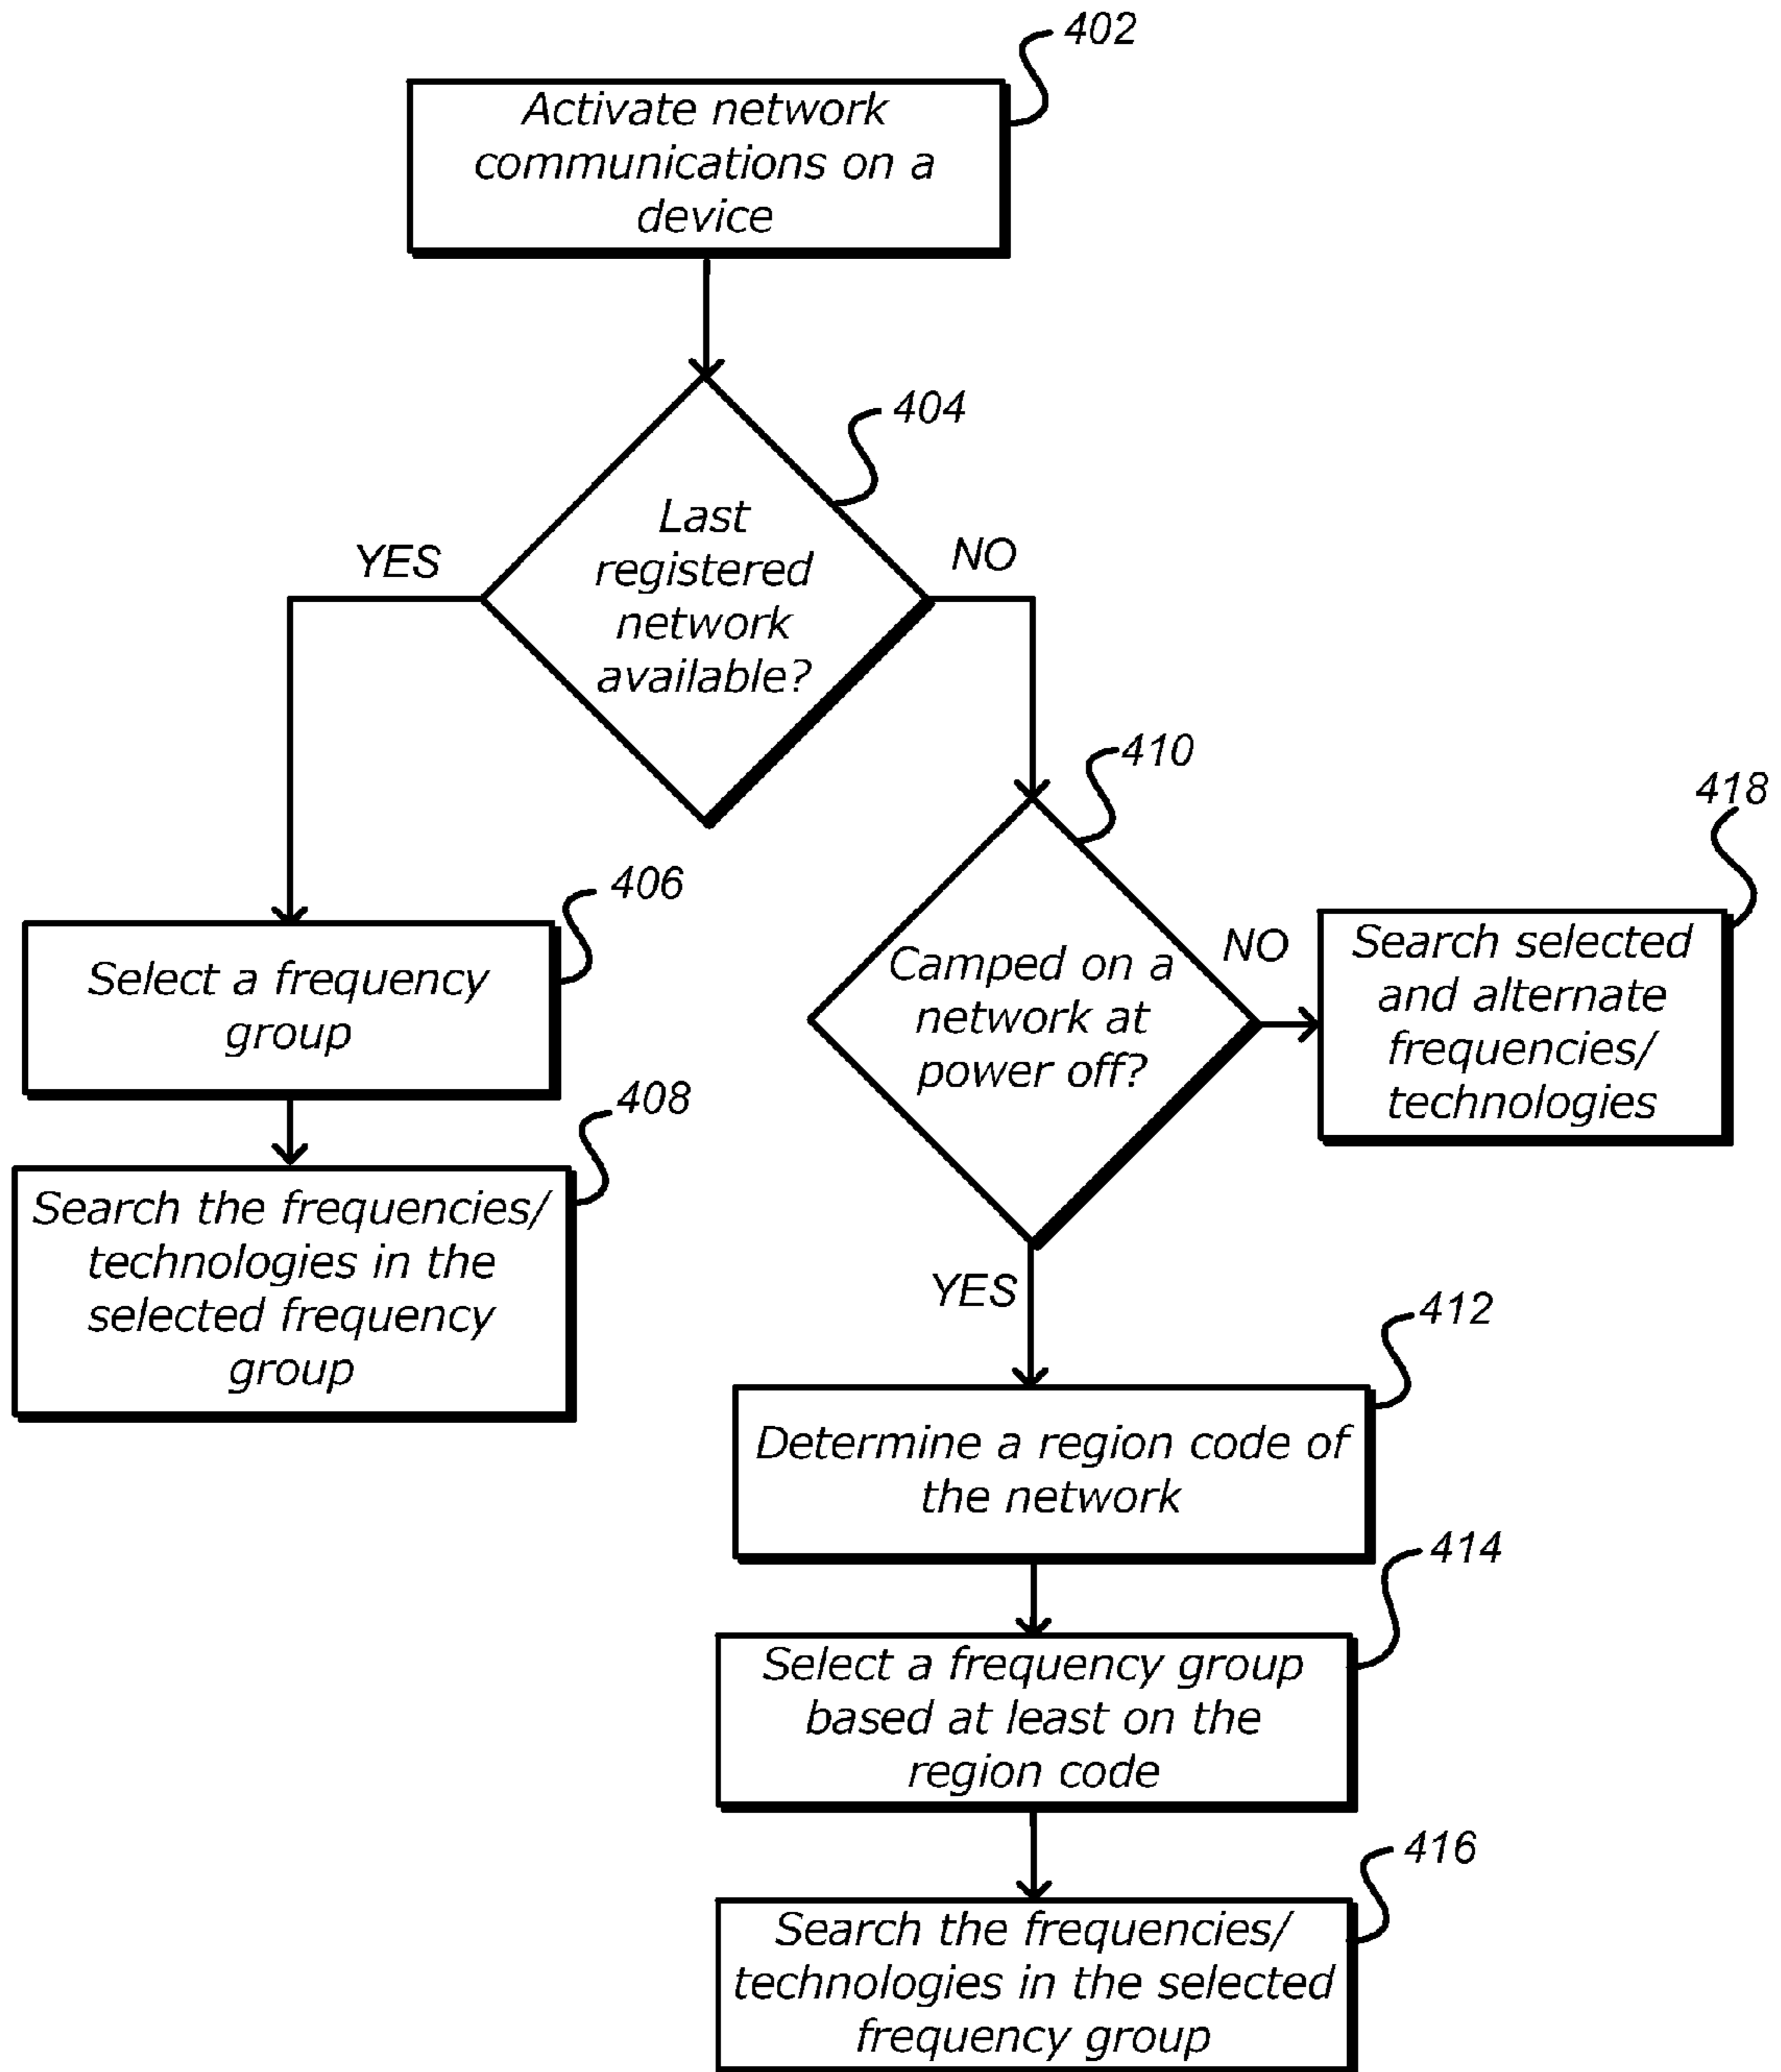 402
Activate network
communications on a
device
404
Last
registered
network
available?
YES
NO
410
418
406
Select a frequency
group
Camped on a
network at
power off?
NO
Search selected
and alternate
frequencies/
technologies
408
Search the frequencies/
technologies in the
selected frequency
group
YES
412
Determine a region code of
the network
414
Select a frequency group
based at least on the
region code
416
Search the frequencies/
technologies in the selected
frequency group